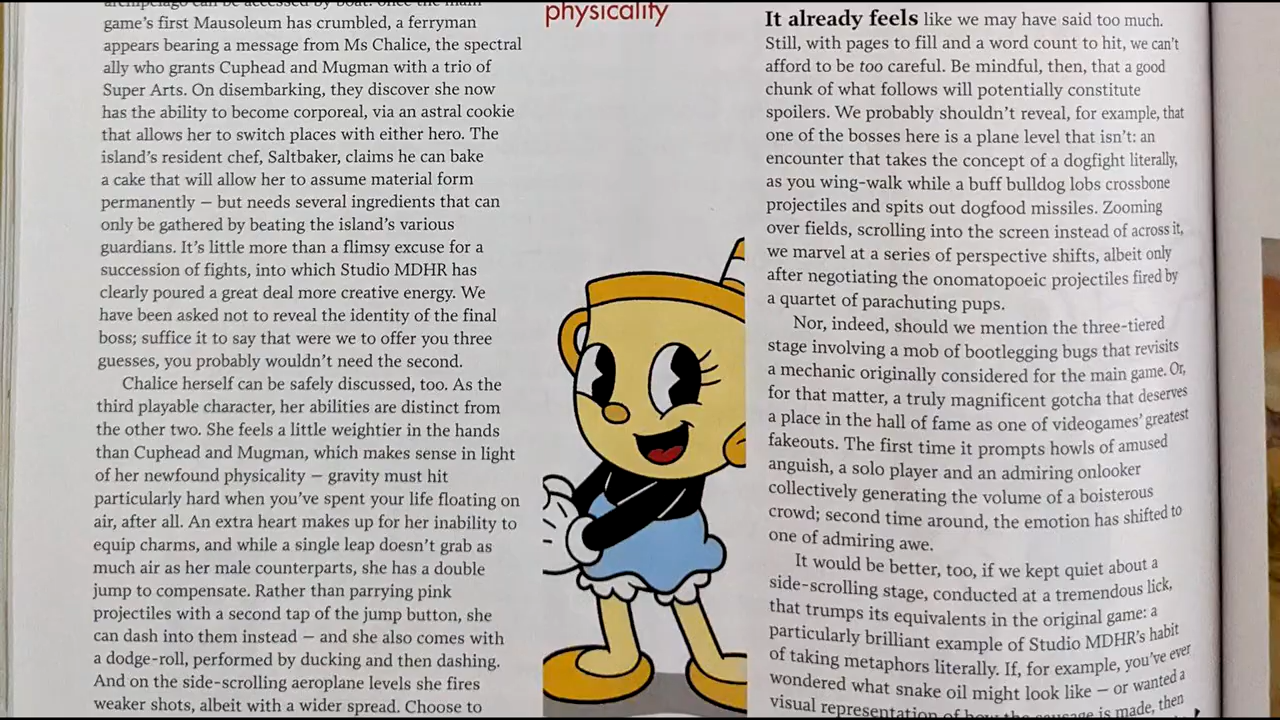 archipelago can be accessed by boat. Once the main
game's first Mausoleum has crumbled, a ferryman
appears bearing a message from Ms Chalice, the spectral
ally who grants Cuphead and Mugman with a trio of
Super Arts. On disembarking, they discover she now
has the ability to become corporeal, via an astral cookie
that allows her to switch places with either hero. The
island's resident chef, Saltbaker, claims he can bake
a cake that will allow her to assume material form
permanently – but needs several ingredients that can
only be gathered by beating the island's various
guardians. It's little more than a flimsy excuse for a
succession of fights, into which Studio MDHR has
clearly poured a great deal more creative energy. We
have been asked not to reveal the identity of the final
boss; suffice it to say that were we to offer you three
guesses, you probably wouldn't need the second.
Chalice herself can be safely discussed, too. As the
third playable character, her abilities are distinct from
the other two. She feels a little weightier in the hands
than Cuphead and Mugman, which makes sense in light
of her newfound physicality – gravity must hit
particularly hard when you've spent your life floating on
air, after all. An extra heart makes up for her inability to
equip charms, and while a single leap doesn't grab as
much air as her male counterparts, she has a double
jump to compensate. Rather than parrying pink
projectiles with a second tap of the jump button, she
can dash into them instead – and she also comes with
a dodge-roll, performed by ducking and then dashing.
And on the side-scrolling aeroplane levels she fires
weaker shots, albeit with a wider spread. Choose to
physicality
It already feels like we may have said too much.
Still, with pages to fill and a word count to hit, we can't
afford to be too careful. Be mindful, then, that a good
chunk of what follows will potentially constitute
spoilers. We probably shouldn't reveal, for example, that
one of the bosses here is a plane level that isn't: an
encounter that takes the concept of a dogfight literally,
as you wing-walk while a buff bulldog lobs crossbone
projectiles and spits out dogfood missiles. Zooming
over fields, scrolling into the screen instead of across it,
we marvel at a series of perspective shifts, albeit only
after negotiating the onomatopoeic projectiles fired by
a quartet of parachuting pups.
Nor, indeed, should we mention the three-tiered
stage involving a mob of bootlegging bugs that revisits
a mechanic originally considered for the main game. Or,
for that matter, a truly magnificent gotcha that deserves
a place in the hall of fame as one of videogames' greatest
fakeouts. The first time it prompts howls of amused
anguish, a solo player and an admiring onlooker
collectively generating the volume of a boisterous
crowd; second time around, the emotion has shifted to
one of admiring awe.
It would be better, too, if we kept quiet about a
side-scrolling stage, conducted at a tremendous lick,
that trumps its equivalents in the original game: a
particularly brilliant example of Studio MDHR's habit
of taking metaphors literally. If, for example, you've ever
wondered what snake oil might look like – or wanted a
visual representation of how the sausage is made, then